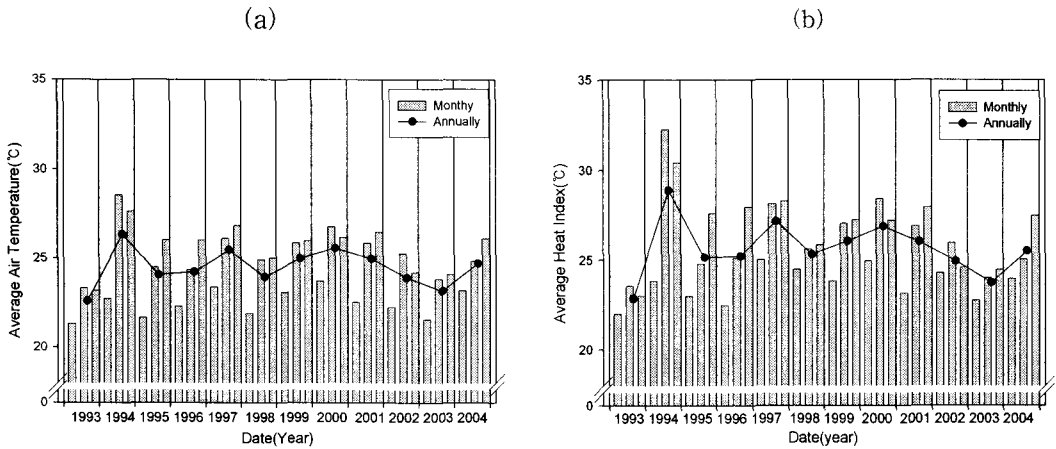 (a)
35
30
25
20
0
Average Air Temperature(℃)
Monthy
Annually
1993 1994 1995 1996 1997 1998 1999 2000 2001 2002 2003 2004
Date(Year)
(b)
35
30
25
20
0
Average Heat Index(℃)
Monthly
Annually
1993 1994 1995 1996 1997 1998 1999 2000 2001 2002 2003 2004
Date(year)